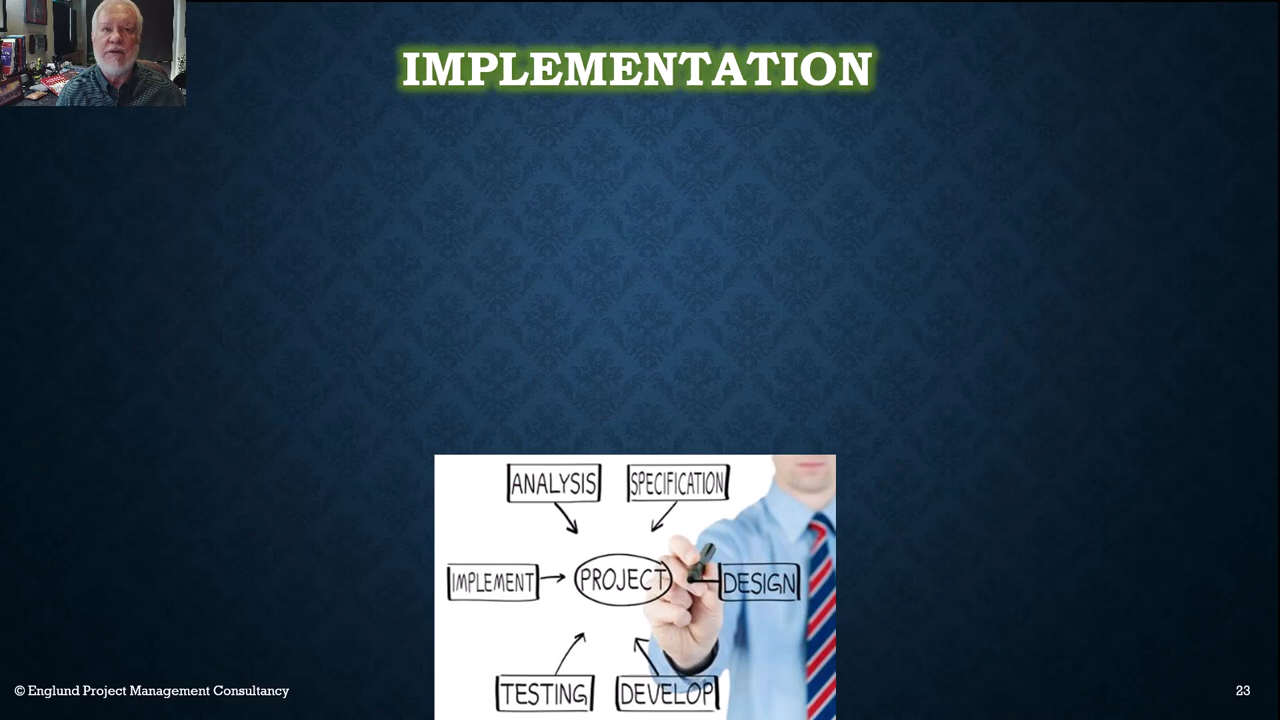 IMPLEMENTATION
ANALYSIS
SPECIFICATION
IMPLEMENT
PROJECT
DESIGN
TESTING
DEVELOP
© Englund Project Management Consultancy
23